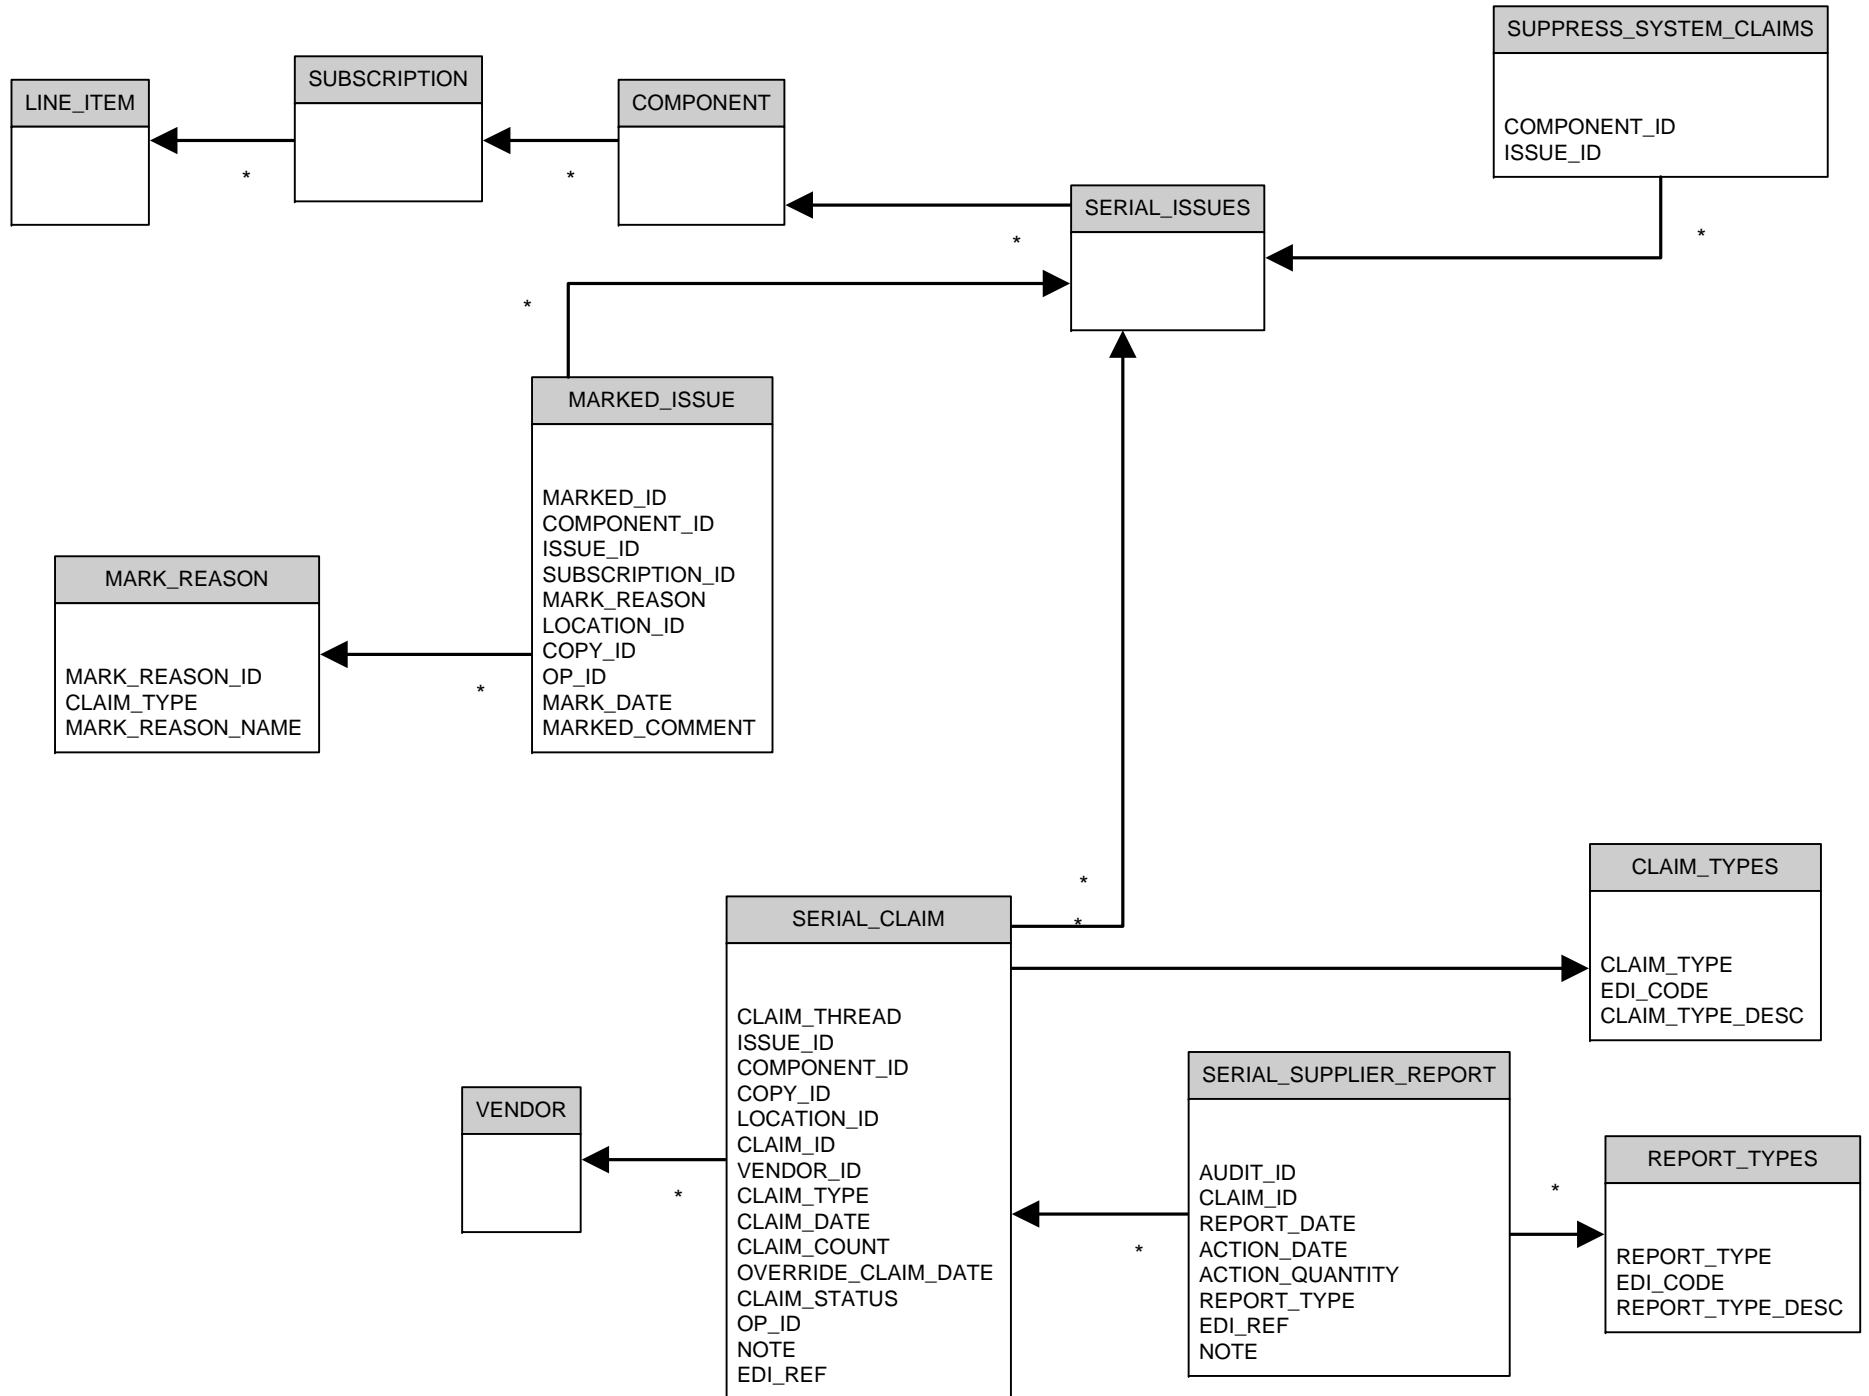 SUPPRESS_SYSTEM_CLAIMS
COMPONENT_ID
ISSUE_ID
LINE_ITEM
*
SUBSCRIPTION
*
COMPONENT
*
SERIAL_ISSUES
*
*
MARKED_ISSUE
MARKED_ID
COMPONENT_ID
ISSUE_ID
SUBSCRIPTION_ID
MARK_REASON
LOCATION_ID
COPY_ID
OP_ID
MARK_DATE
MARKED_COMMENT
MARK_REASON
MARK_REASON_ID
CLAIM_TYPE
MARK_REASON_NAME
*
*
*
SERIAL_CLAIM
CLAIM_THREAD
ISSUE_ID
COMPONENT_ID
COPY_ID
LOCATION_ID
CLAIM_ID
VENDOR_ID
CLAIM_TYPE
CLAIM_DATE
CLAIM_COUNT
OVERRIDE_CLAIM_DATE
CLAIM_STATUS
OP_ID
NOTE
EDI_REF
CLAIM_TYPES
CLAIM_TYPE
EDI_CODE
CLAIM_TYPE_DESC
VENDOR
*
SERIAL_SUPPLIER_REPORT
AUDIT_ID
CLAIM_ID
REPORT_DATE
ACTION_DATE
ACTION_QUANTITY
REPORT_TYPE
EDI_REF
NOTE
*
*
REPORT_TYPES
REPORT_TYPE
EDI_CODE
REPORT_TYPE_DESC